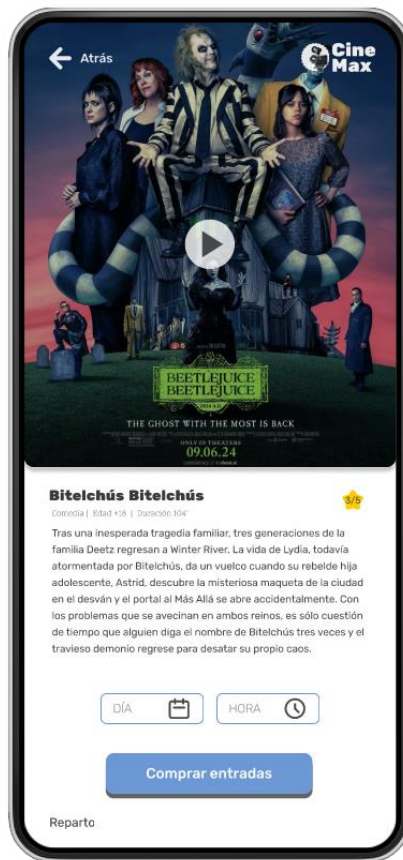 Atrás
Cine
Max
BEETLEJUICE
BEETLEJUICE
THE GHOST WITH THE MOST IS BACK
ONLY IN THEATERS
09.06.24
Bitelchús Bitelchús
3/5
Comedia | Edad +18 | Duración 104'
Tras una inesperada tragedia familiar, tres generaciones de la
familia Deetz regresan a Winter River. La vida de Lydia, todavía
atormentada por Bitelchús, da un vuelco cuando su rebelde hija
adolescente, Astrid, descubre la misteriosa maqueta de la ciudad
en el desván y el portal al Más Allá se abre accidentalmente. Con
los problemas que se avecinan en ambos reinos, es sólo cuestión
de tiempo que alguien diga el nombre de Bitelchús tres veces y el
travieso demonio regrese para desatar su propio caos.
DÍA
HORA
Comprar entradas
Reparto